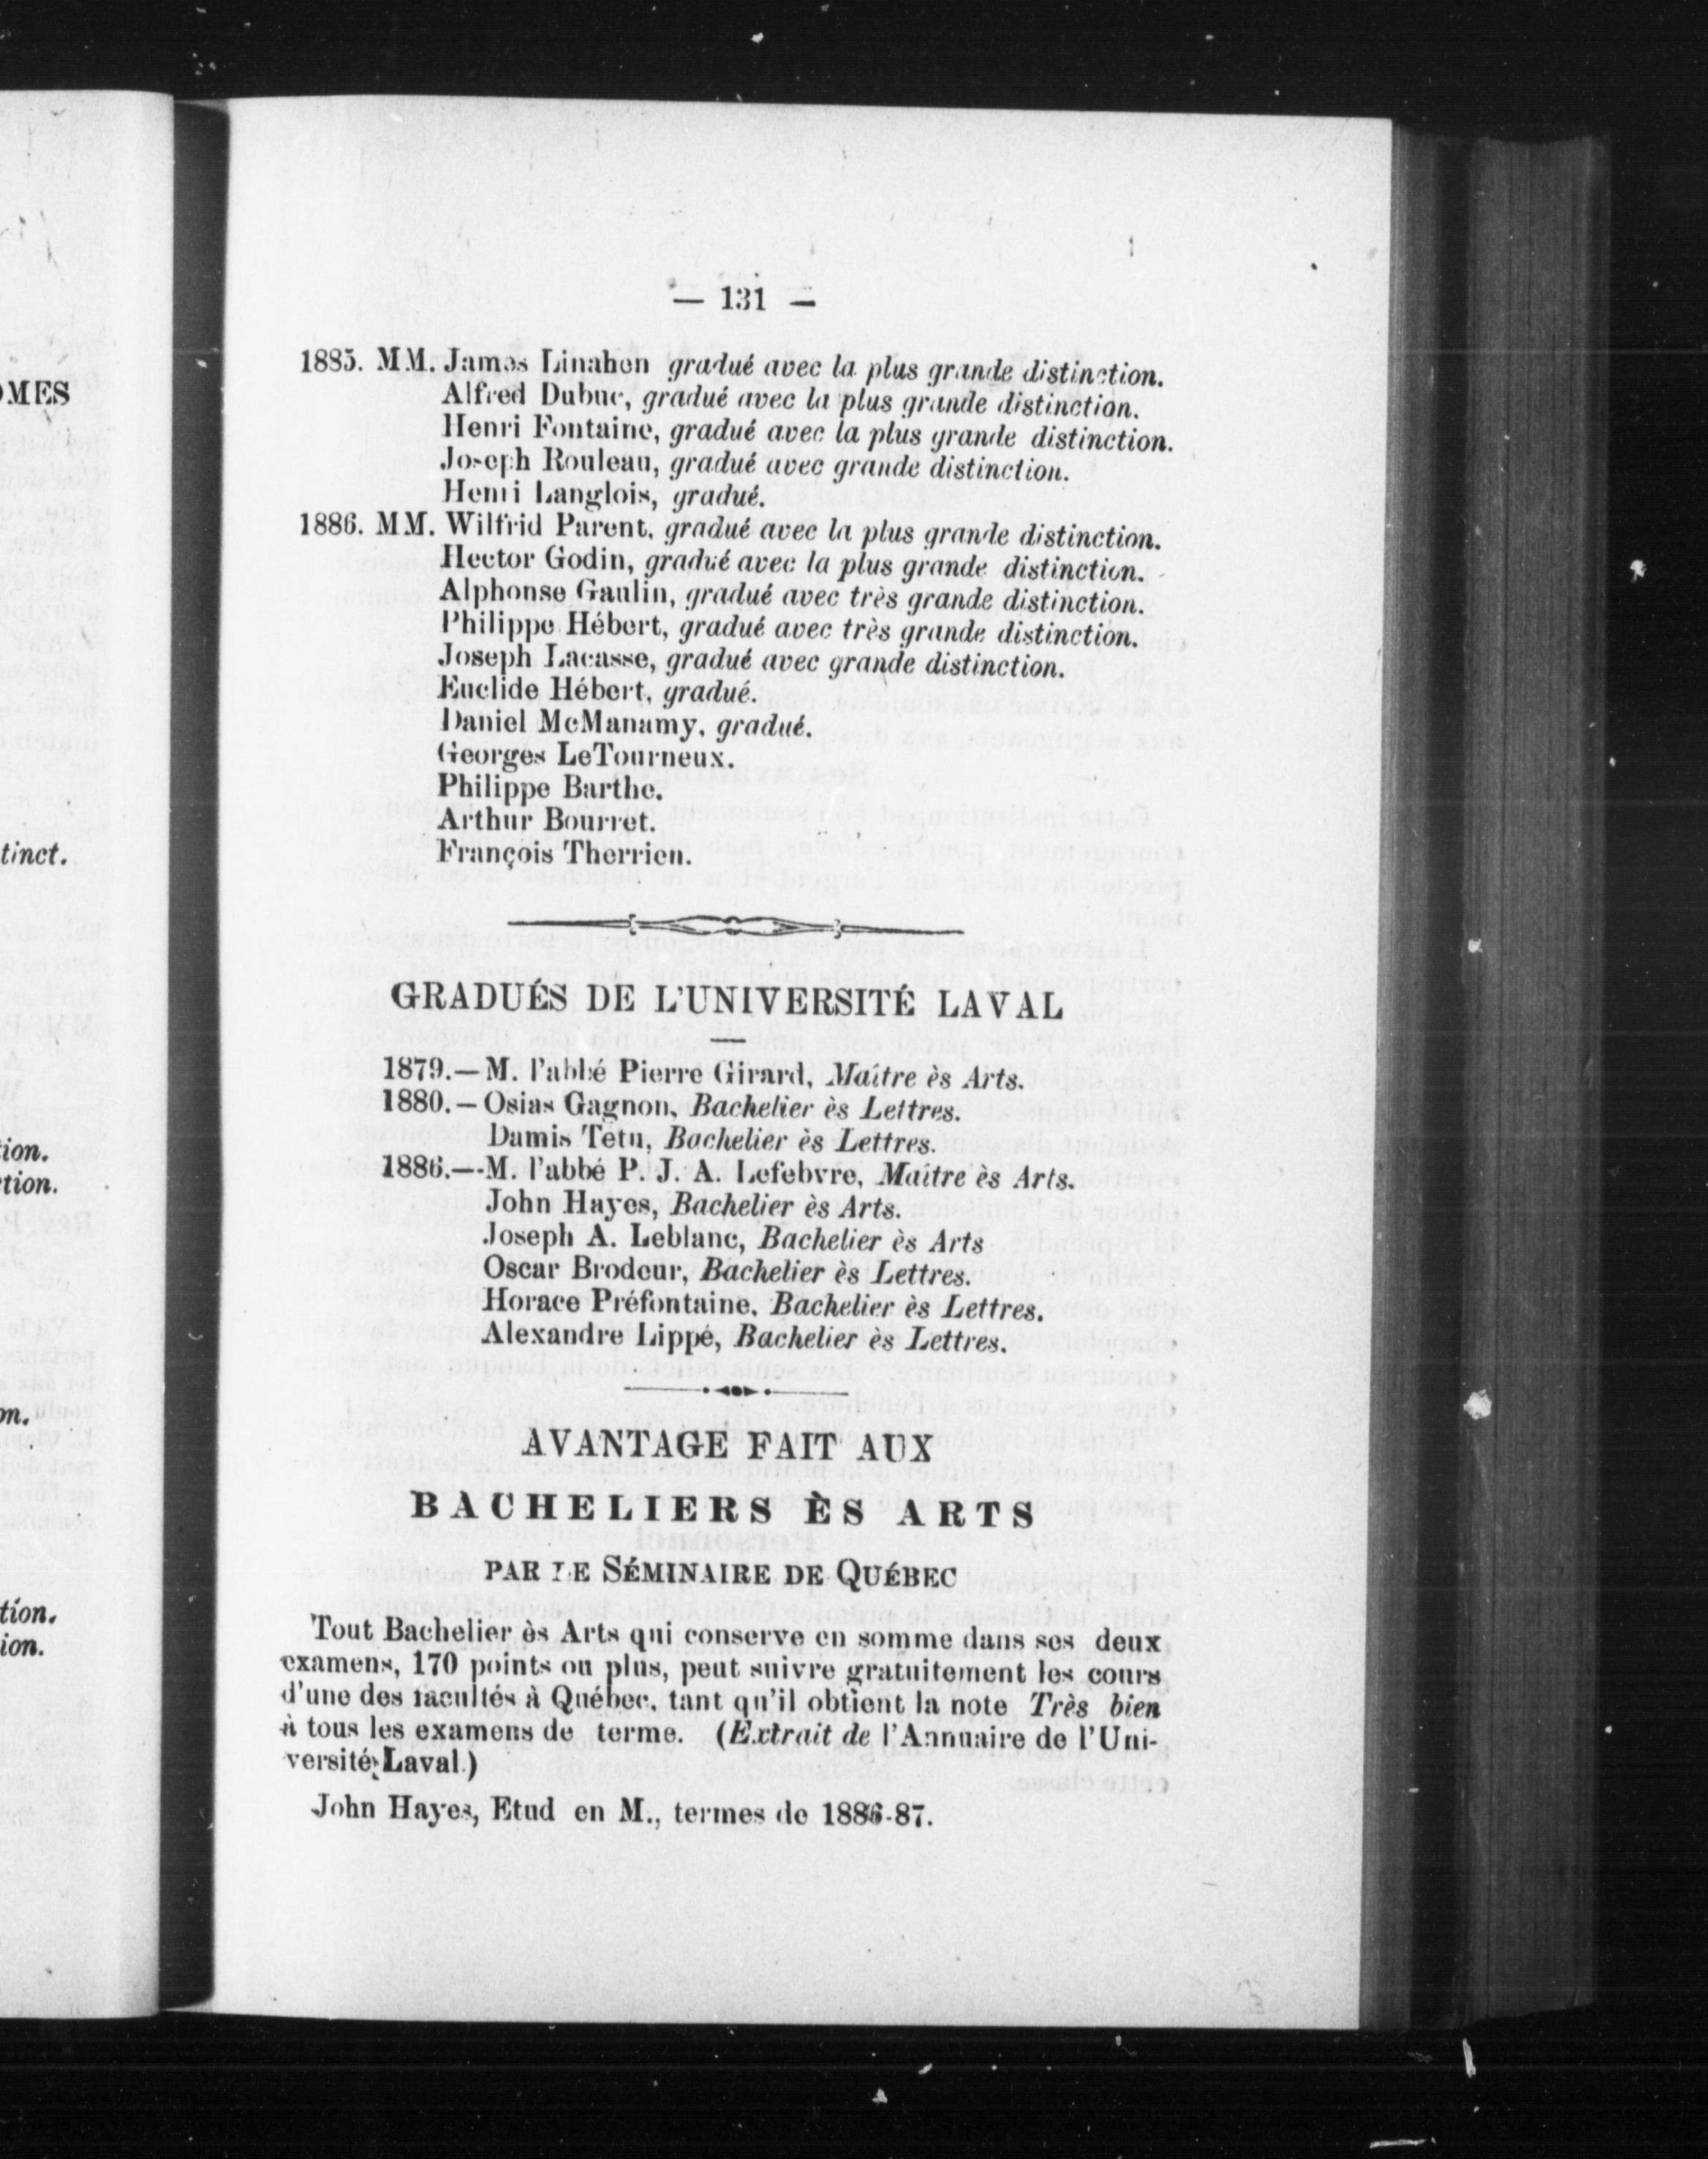 — 131 —
1885. MM. James Linahen gradué avec la plus grande distinction.
Alfred Dubuc, gradué avec la plus grande distinction.
Henri Fontaine, gradué avec la plus grande distinction.
Joseph Rouleau, gradué avec grande distinction.
Henri Langlois, gradué.
1886. MM. Wilfrid Parent, gradué avec la plus grande distinction.
Hector Godin, gradué avec la plus grande distinction.
Alphonse Gaulin, gradué avec très grande distinction.
Philippe Hébert, gradué avec très grande distinction.
Joseph Lacasse, gradué avec grande distinction.
Euclide Hébert, gradué.
Daniel McManamy, gradué.
Georges LeTourneux.
Philippe Barthe.
Arthur Bourret.
François Therrien.
GRADUÉS DE L'UNIVERSITÉ LAVAL
1879.—M. l'abbé Pierre Girard, Maître ès Arts.
1880.—Osias Gagnon, Bachelier ès Lettres.
Damis Tetu, Bachelier ès Lettres.
1886.—-M. l'abbé P. J. A. Lefebvre, Maître ès Arts.
John Hayes, Bachelier ès Arts.
Joseph A. Leblanc, Bachelier ès Arts
Oscar Brodeur, Bachelier ès Lettres.
Horace Préfontaine, Bachelier ès Lettres.
Alexandre Lippé, Bachelier ès Lettres.
AVANTAGE FAIT AUX
BACHELIERS ÈS ARTS
PAR LE SÉMINAIRE DE QUÉBEC
Tout Bachelier ès Arts qui conserve en somme dans ses deux
examens, 170 points ou plus, peut suivre gratuitement les cours
d'une des facultés à Québec, tant qu'il obtient la note Très bien
à tous les examens de terme. (Extrait de l'Annuaire de l'Uni-
versité Laval.)
John Hayes, Etud en M., termes de 1886-87.
OMES
tinct.
tion.
tion.
on.
tion.
ion.